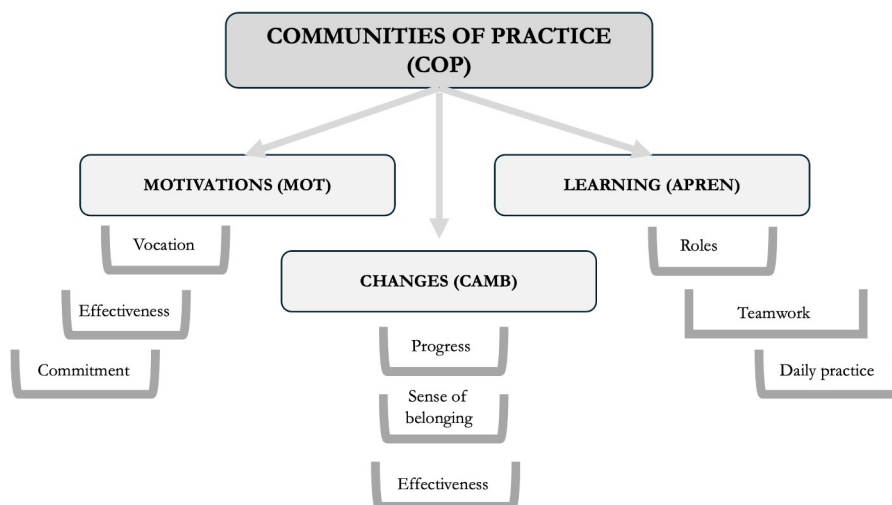 COMMUNITIES OF PRACTICE
(COP)
MOTIVATIONS (MOT)
Vocation
Effectiveness
Commitment
CHANGES (CAMB)
Progress
Sense of
belonging
Effectiveness
LEARNING (APREN)
Roles
Teamwork
Daily practice